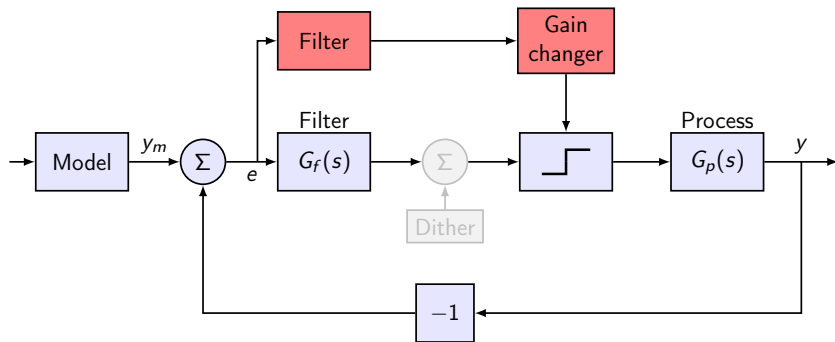 Filter
Gain
changer
Filter
Process
Model
y_m
Σ
e
G_f(s)
Σ
G_p(s)
y
Dither
−1